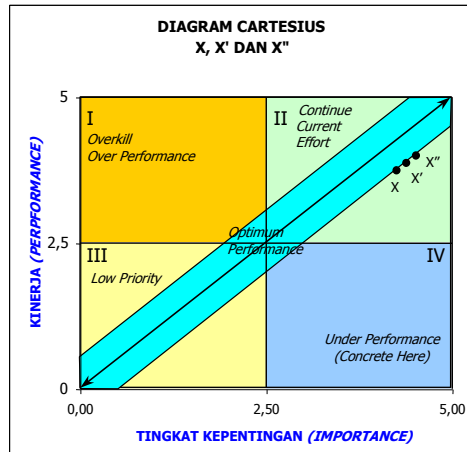 DIAGRAM CARTESIUS
X, X' DAN X"
5
I
II
Continue
Current
Effort
Overkill
Over Performance
X"
X'
X
KINERJA (PERPFORMANCE)
2,5
Optimum
Performance
III
IV
Low Priority
Under Performance
(Concrete Here)
0
0,00
2,50
5,00
TINGKAT KEPENTINGAN (IMPORTANCE)